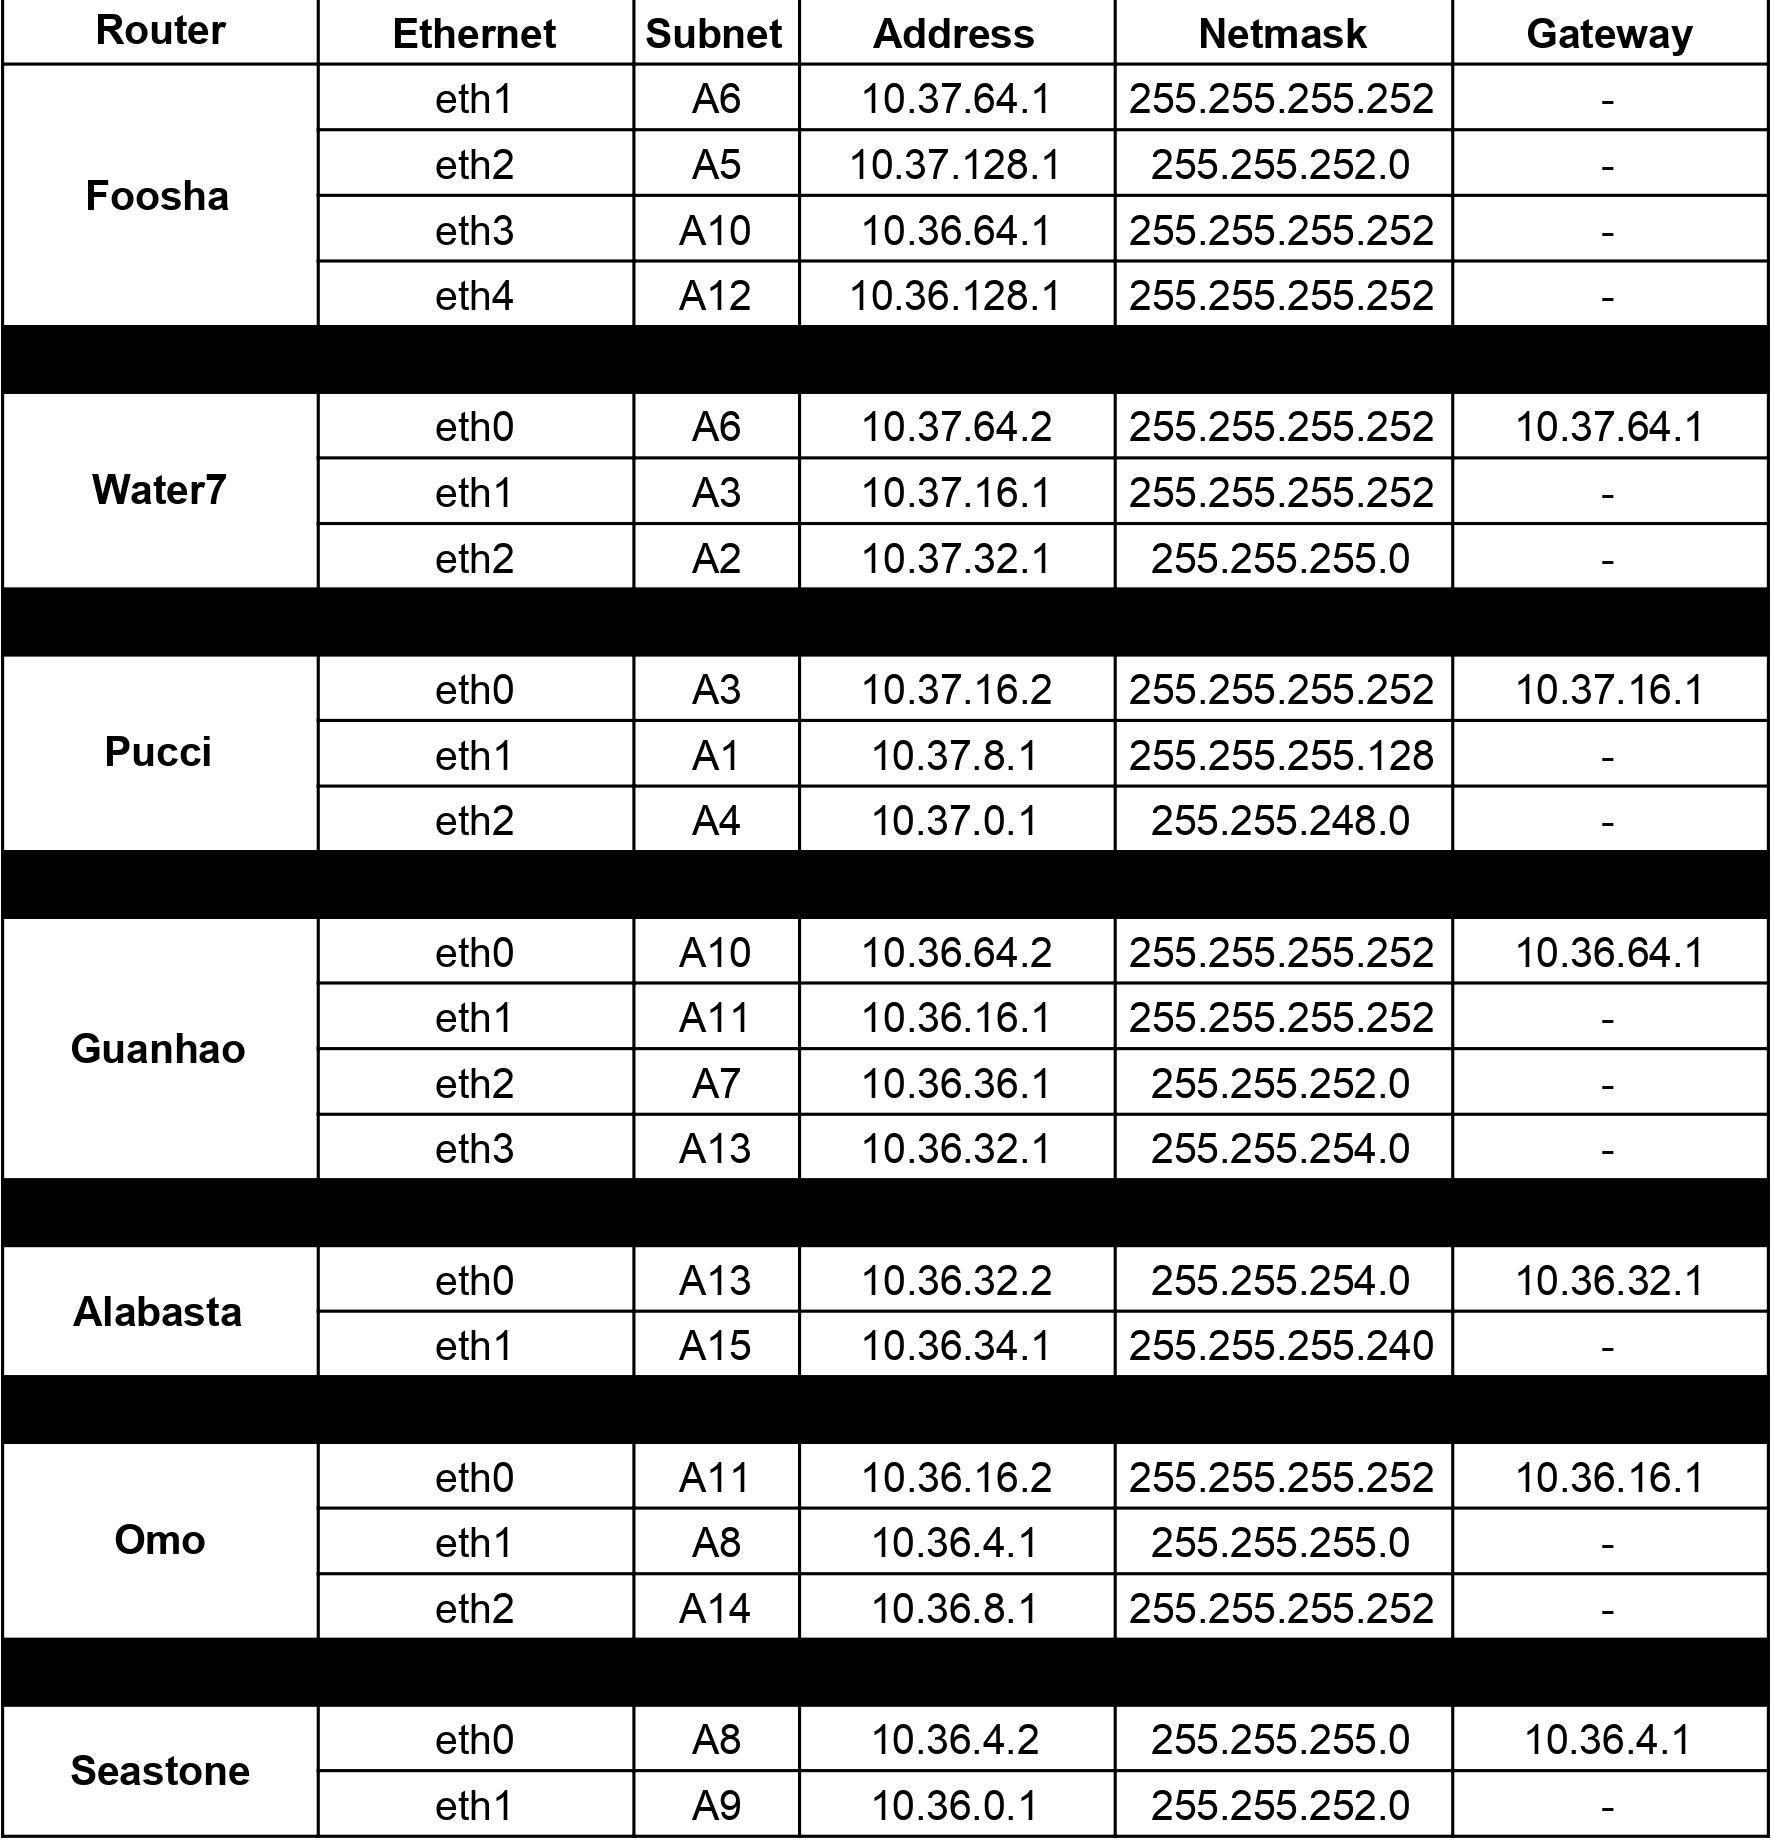 Router Ethernet Subnet Address Netmask Gateway
Foosha eth1 A6 10.37.64.1 255.255.255.252 -
eth2 A5 10.37.128.1 255.255.252.0 -
eth3 A10 10.36.64.1 255.255.255.252 -
eth4 A12 10.36.128.1 255.255.255.252 -
Water7 eth0 A6 10.37.64.2 255.255.255.252 10.37.64.1
eth1 A3 10.37.16.1 255.255.255.252 -
eth2 A2 10.37.32.1 255.255.255.0 -
Pucci eth0 A3 10.37.16.2 255.255.255.252 10.37.16.1
eth1 A1 10.37.8.1 255.255.255.128 -
eth2 A4 10.37.0.1 255.255.248.0 -
Guanhao eth0 A10 10.36.64.2 255.255.255.252 10.36.64.1
eth1 A11 10.36.16.1 255.255.255.252 -
eth2 A7 10.36.36.1 255.255.252.0 -
eth3 A13 10.36.32.1 255.255.254.0 -
Alabasta eth0 A13 10.36.32.2 255.255.254.0 10.36.32.1
eth1 A15 10.36.34.1 255.255.255.240 -
Omo eth0 A11 10.36.16.2 255.255.255.252 10.36.16.1
eth1 A8 10.36.4.1 255.255.255.0 -
eth2 A14 10.36.8.1 255.255.255.252 -
Seastone eth0 A8 10.36.4.2 255.255.255.0 10.36.4.1
eth1 A9 10.36.0.1 255.255.252.0 -